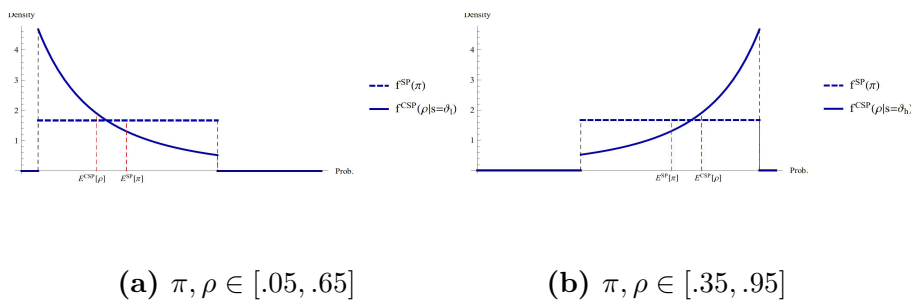 Density
4
3
2
1
E^CSP[ρ] E^SP[π]
Prob.
f^SP(π)
f^CSP(ρ|s=ϑ_l)
Density
4
3
2
1
E^SP[π] E^CSP[ρ]
Prob.
f^SP(π)
f^CSP(ρ|s=ϑ_h)
(a) π, ρ ∈ [.05, .65]
(b) π, ρ ∈ [.35, .95]